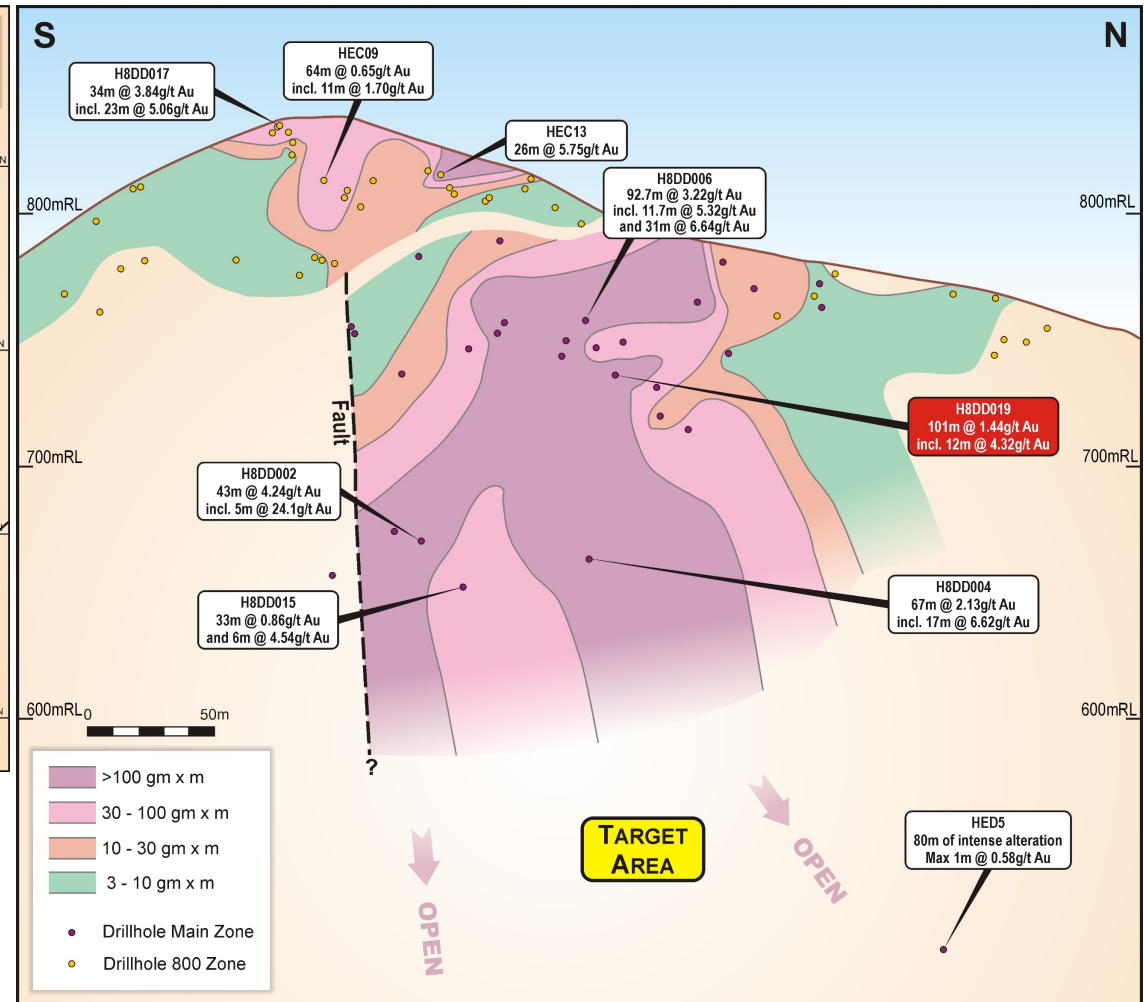 S
N
H8DD017
34m @ 3.84g/t Au
incl. 23m @ 5.06g/t Au
HEC09
64m @ 0.65g/t Au
incl. 11m @ 1.70g/t Au
HEC13
26m @ 5.75g/t Au
H8DD006
92.7m @ 3.22g/t Au
incl. 11.7m @ 5.32g/t Au
and 31m @ 6.64g/t Au
800mRL
800mRL
H8DD019
101m @ 1.44g/t Au
incl. 12m @ 4.32g/t Au
Fault
700mRL
700mRL
H8DD002
43m @ 4.24g/t Au
incl. 5m @ 24.1g/t Au
H8DD015
33m @ 0.86g/t Au
and 6m @ 4.54g/t Au
H8DD004
67m @ 2.13g/t Au
incl. 17m @ 6.62g/t Au
600mRL
600mRL
0 50m
?
>100 gm x m
30 - 100 gm x m
10 - 30 gm x m
3 - 10 gm x m
Drillhole Main Zone
Drillhole 800 Zone
TARGET
AREA
OPEN
OPEN
HED5
80m of intense alteration
Max 1m @ 0.58g/t Au